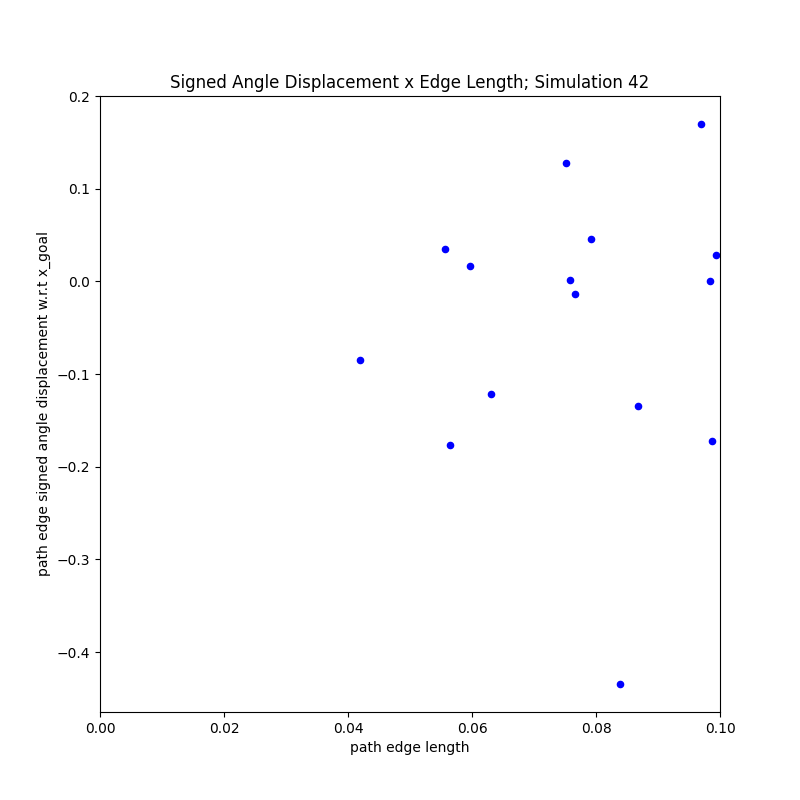 Signed Angle Displacement x Edge Length; Simulation 42
0.2
0.1
0.0
−0.1
−0.2
−0.3
−0.4
path edge signed angle displacement w.r.t x_goal
0.00 0.02 0.04 0.06 0.08 0.10
path edge length